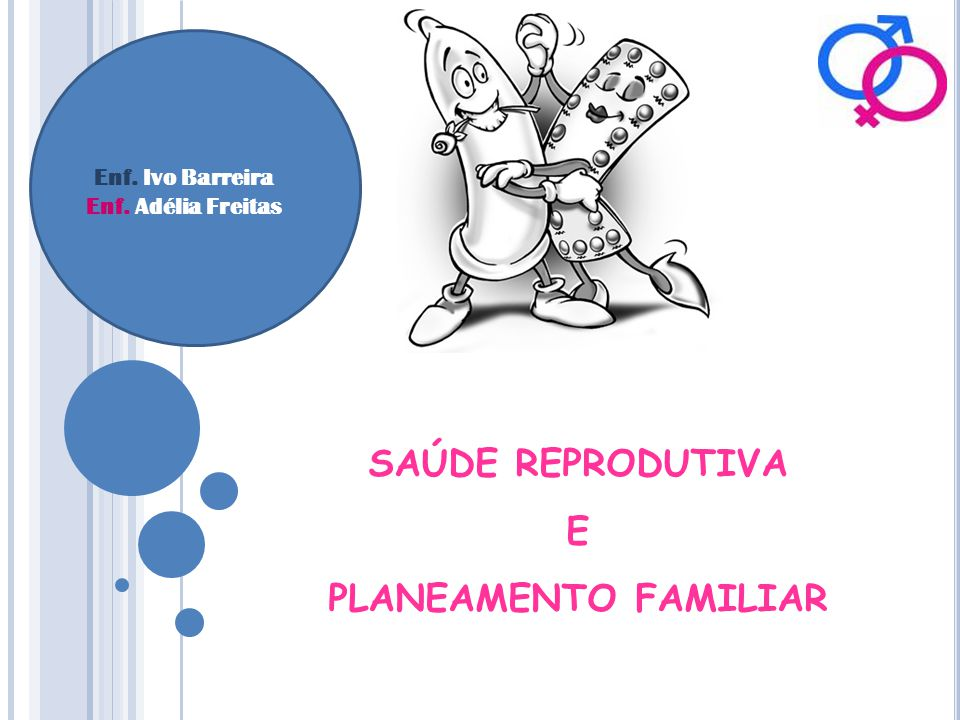 Enf. Ivo Barreira
Enf. Adélia Freitas
SAÚDE REPRODUTIVA
E
PLANEAMENTO FAMILIAR